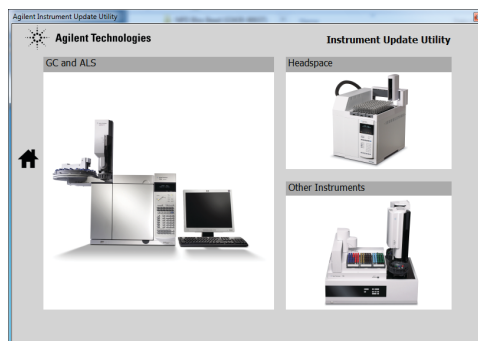 Agilent Instrument Update Utility
Agilent Technologies
Instrument Update Utility
GC and ALS
Headspace
Other Instruments